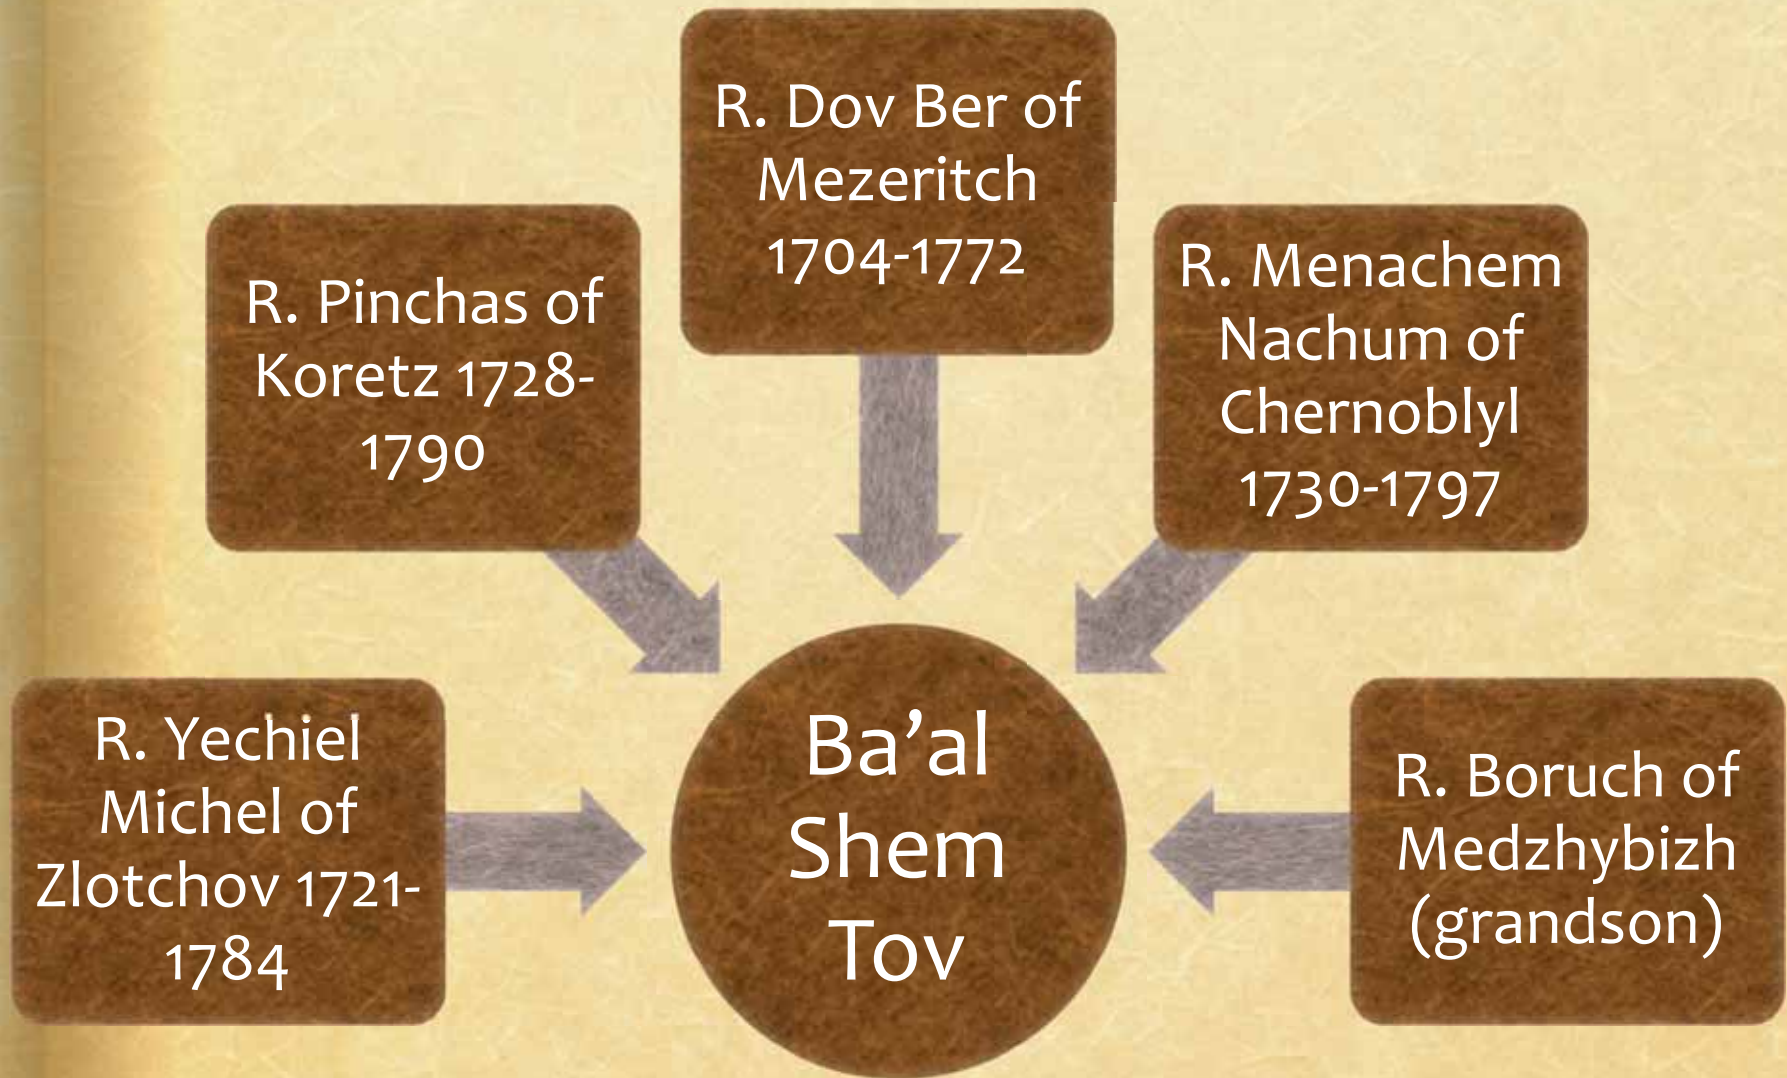 R. Dov Ber of
Mezeritch
1704-1772
R. Pinchas of
Koretz 1728-
1790
R. Menachem
Nachum of
Chernoblyl
1730-1797
R. Yechiel
Michel of
Zlotchov 1721-
1784
Ba’al
Shem
Tov
R. Boruch of
Medzhybizh
(grandson)